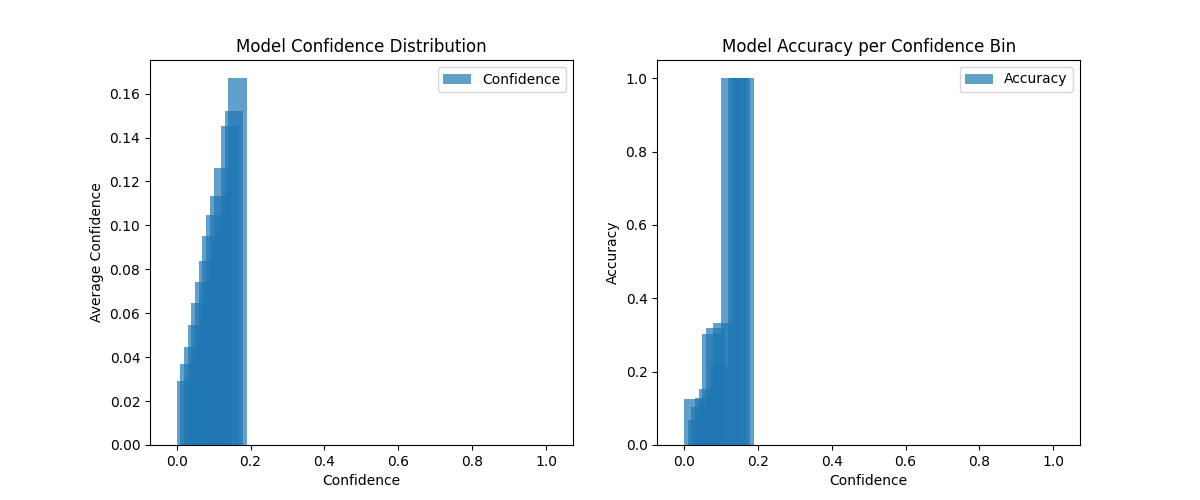 Model Confidence Distribution
Confidence
0.16
0.14
0.12
0.10
0.08
0.06
0.04
0.02
0.00
Average Confidence
0.0 0.2 0.4 0.6 0.8 1.0
Confidence
Model Accuracy per Confidence Bin
Accuracy
1.0
0.8
0.6
0.4
0.2
0.0
Accuracy
0.0 0.2 0.4 0.6 0.8 1.0
Confidence